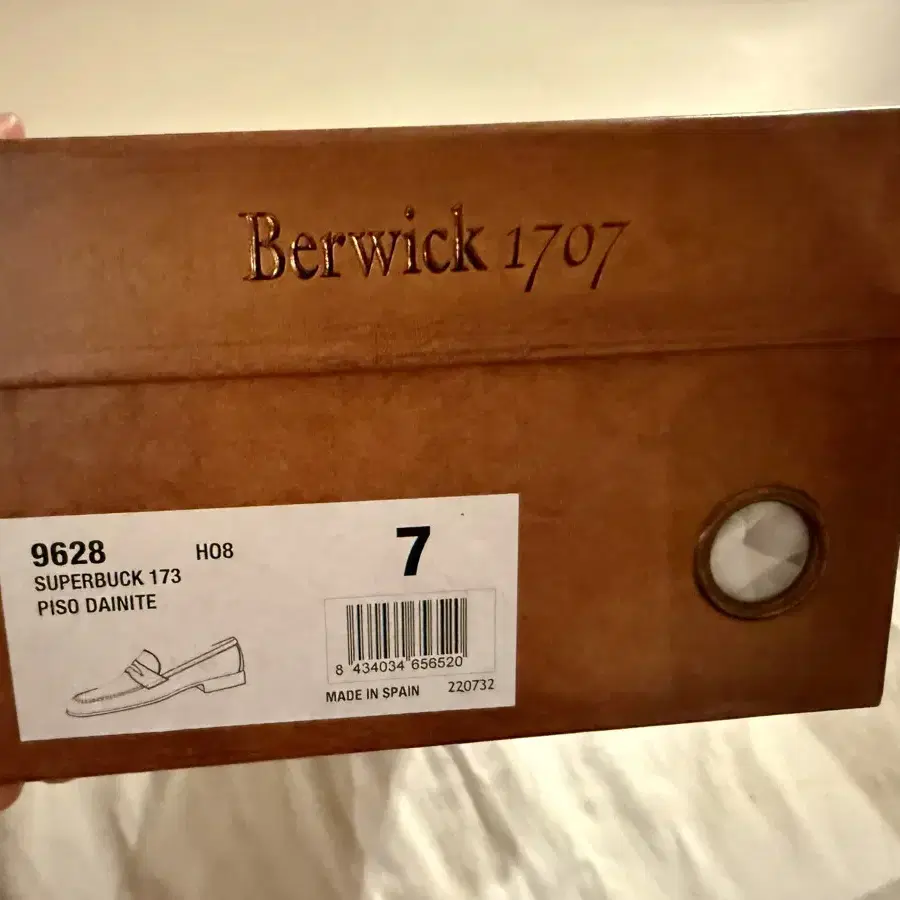 Berwick 1707
9628 H08 7
SUPERBUCK 173
PISO DAINITE
8 434034 656520
MADE IN SPAIN 220732